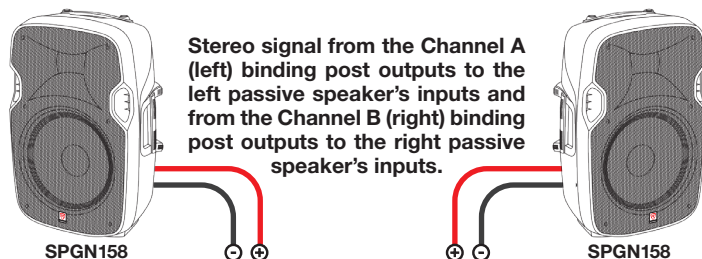 Stereo signal from the Channel A
(left) binding post outputs to the
left passive speaker's inputs and
from the Channel B (right) binding
post outputs to the right passive
speaker's inputs.
SPGN158
- +
+ -
SPGN158